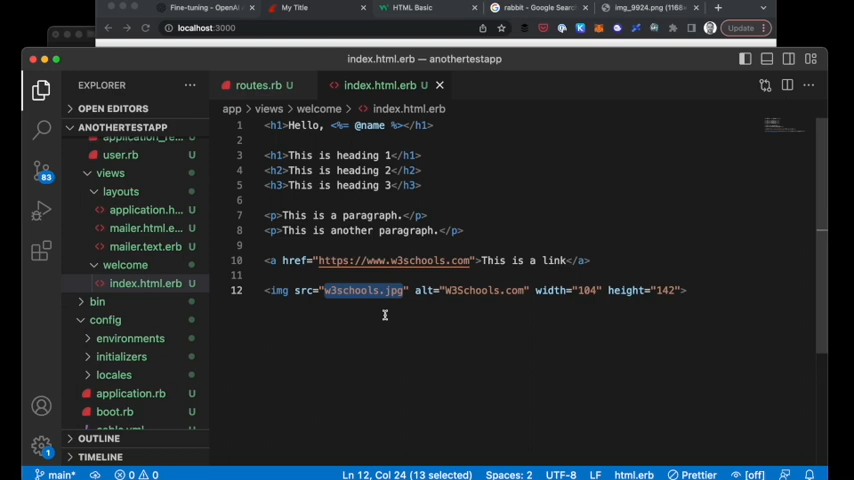 Fine-tuning - OpenAI
My Title
HTML Basic
rabbit - Google Search
img_9924.png (1168×
localhost:3000
Update
index.html.erb — anothertestapp
EXPLORER
routes.rb U
index.html.erb U
OPEN EDITORS
app > views > welcome > index.html.erb
ANOTHERTESTAPP
application_re... U
user.rb U
views
layouts
application.h... U
mailer.html.e... U
mailer.text.erb U
welcome
index.html.erb U
bin
config
environments
initializers
locales
application.rb U
boot.rb U
OUTLINE
TIMELINE
83
1
1 <h1>Hello, <%= @name %></h1>
2
3 <h1>This is heading 1</h1>
4 <h2>This is heading 2</h2>
5 <h3>This is heading 3</h3>
6
7 <p>This is a paragraph.</p>
8 <p>This is another paragraph.</p>
9
10 <a href="https://www.w3schools.com">This is a link</a>
11
12 <img src="w3schools.jpg" alt="W3Schools.com" width="104" height="142">
main* 0 0 Ln 12, Col 24 (13 selected) Spaces: 2 UTF-8 LF html.erb Prettier [off]